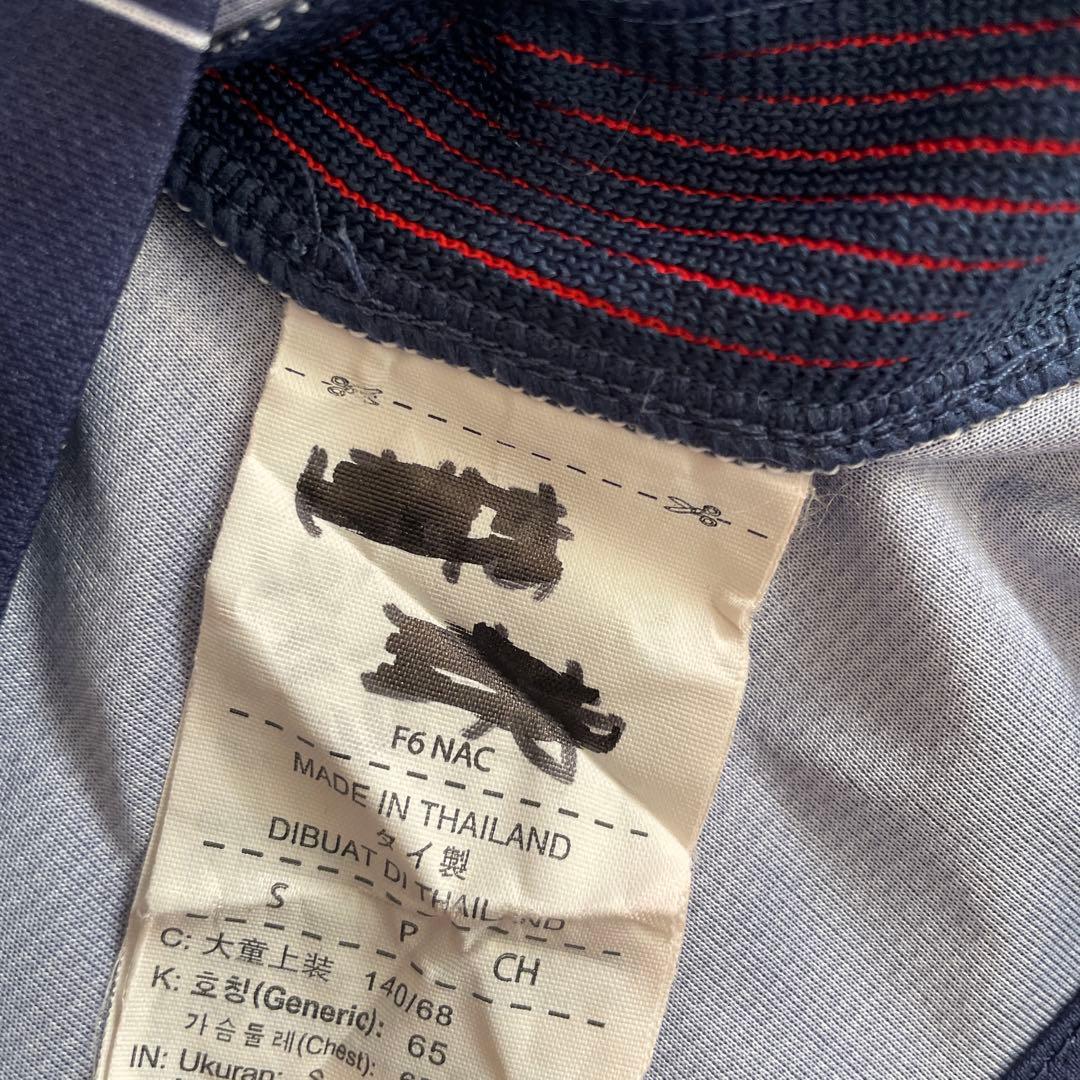 F6 NAC
MADE IN THAILAND
タイ製
DIBUAT DI THAILAND
S P CH
C: 大童上装 140/68
K: 호칭(Generic): 65
가슴둘레(Chest):
IN: Ukuran: S